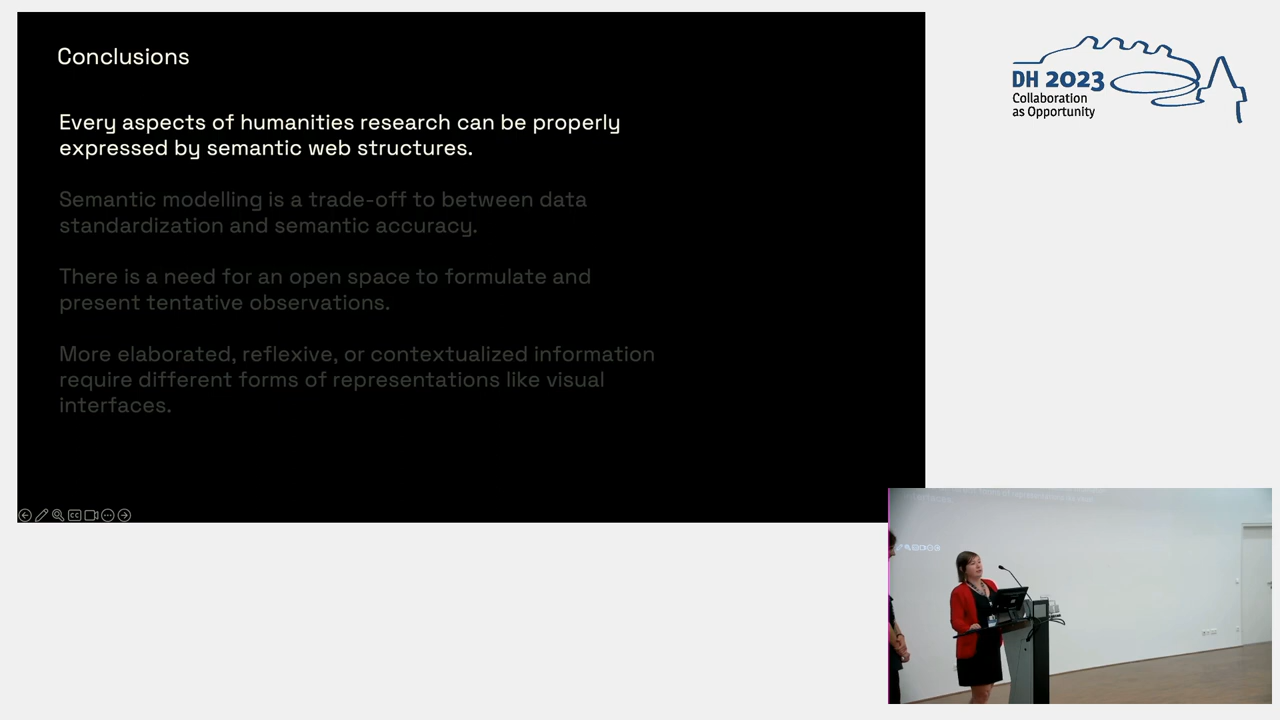 Conclusions
Every aspects of humanities research can be properly
expressed by semantic web structures.
Semantic modelling is a trade-off to between data
standardization and semantic accuracy.
There is a need for an open space to formulate and
present tentative observations.
More elaborated, reflexive, or contextualized information
require different forms of representations like visual
interfaces.
DH 2023
Collaboration
as Opportunity